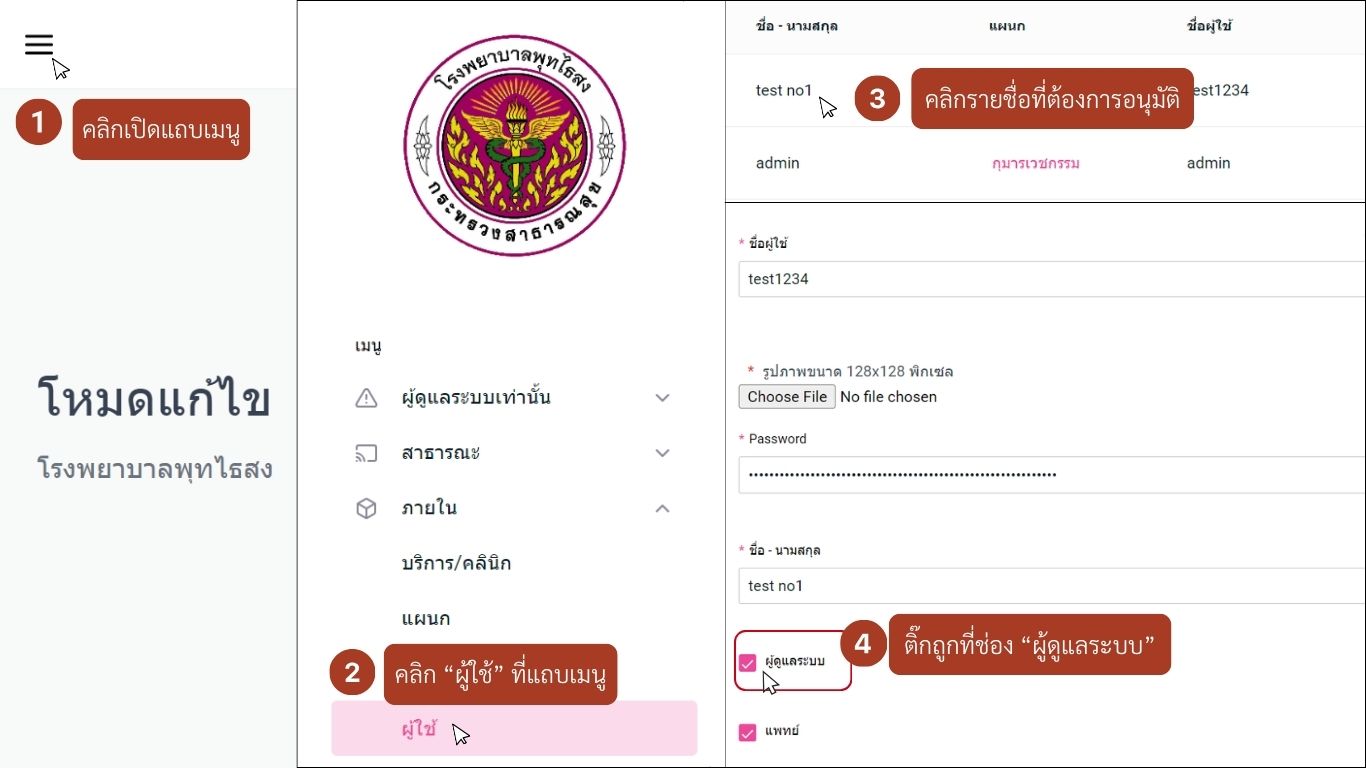 1
คลิกเปิดแถบเมนู
โหมดแก้ไข
โรงพยาบาลพุทไธสง
โรงพยาบาลพุทไธสง
กระทรวงสาธารณสุข
เมนู
ผู้ดูแลระบบเท่านั้น
สาธารณะ
ภายใน
บริการ/คลินิก
แผนก
2 คลิก “ผู้ใช้” ที่แถบเมนู
ผู้ใช้
ชื่อ - นามสกุล แผนก ชื่อผู้ใช้
test no1 3 คลิกรายชื่อที่ต้องการอนุมัติ est1234
admin กุมารเวชกรรม admin
* ชื่อผู้ใช้
test1234
* รูปภาพขนาด 128x128 พิกเซล
Choose File No file chosen
* Password
* ชื่อ - นามสกุล
test no1
ผู้ดูแลระบบ 4 ติ๊กถูกที่ช่อง “ผู้ดูแลระบบ”
แพทย์